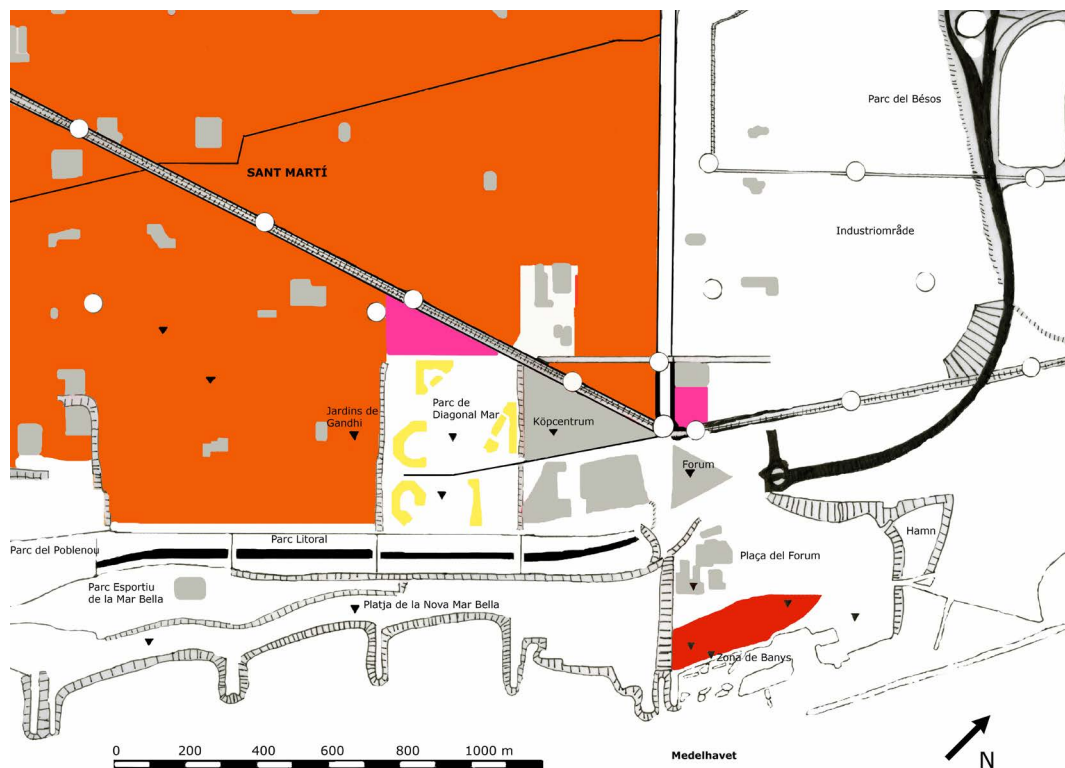 Parc del Bésos
SANT MARTÍ
Industriområde
Parc de
Diagonal Mar
Jardins de
Gandhi
Köpcentrum
Forum
Hamn
Parc Litoral
Parc del Poblenou
Plaça del Forum
Parc Esportiu
de la Mar Bella
Platja de la Nova Mar Bella
Zona de Banys
0 200 400 600 800 1000 m
Medelhavet
N